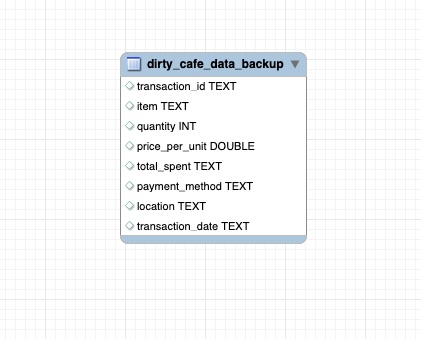 dirty_cafe_data_backup
transaction_id TEXT
item TEXT
quantity INT
price_per_unit DOUBLE
total_spent TEXT
payment_method TEXT
location TEXT
transaction_date TEXT